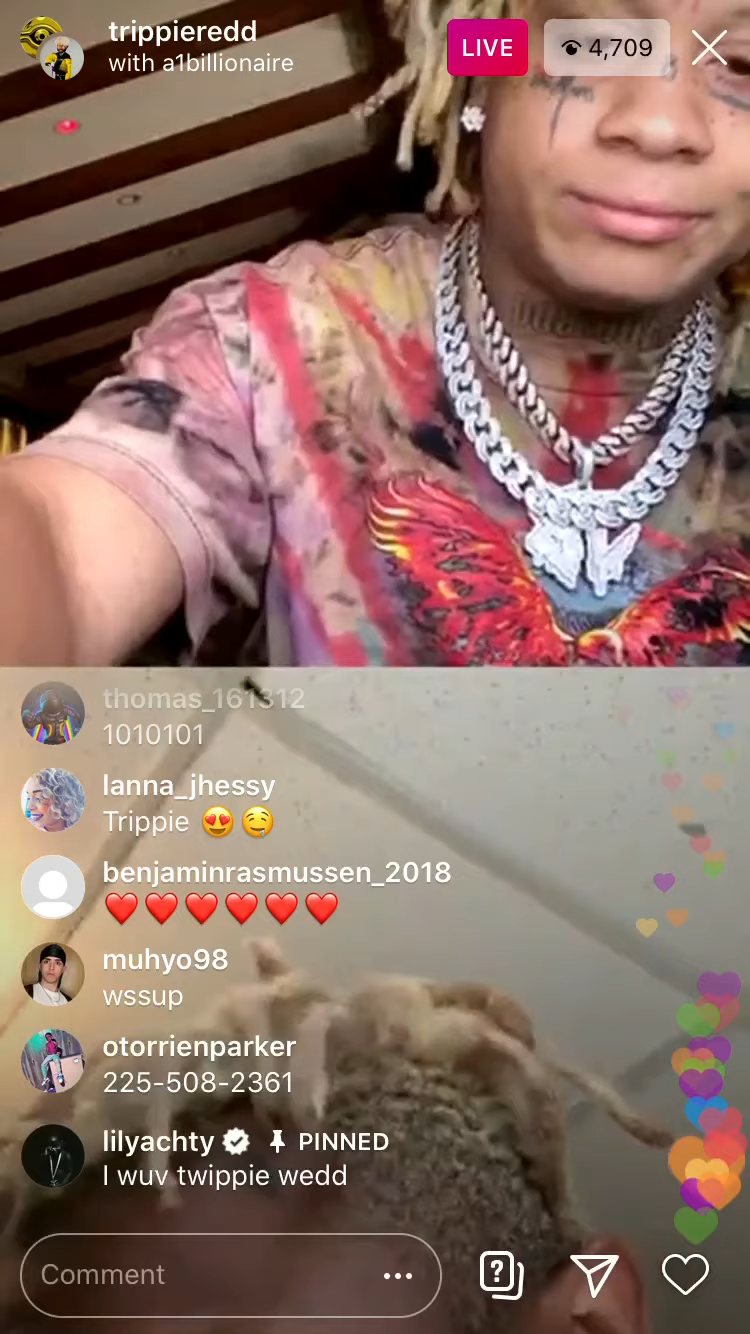 trippieredd
with a1billionaire
LIVE
4,709
thomas_161312
1010101
lanna_jhessy
Trippie 😍 🤤
benjaminrasmussen_2018
❤️ ❤️ ❤️ ❤️ ❤️ ❤️
muhyo98
wssup
otorrienparker
225-508-2361
lilyachty PINNED
I wuv twippie wedd
Comment